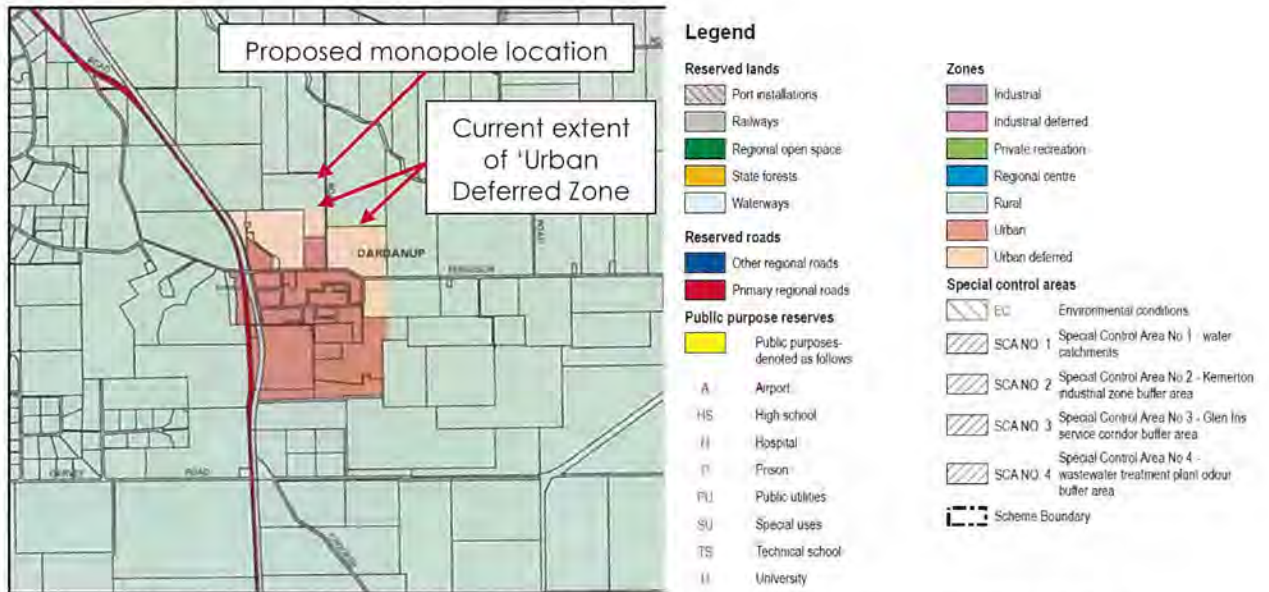 Proposed monopole location
Current extent
of 'Urban
Deferred Zone
ROAD
DARDANUP
FERGUSON
ROAD
ROAD
Legend
Reserved lands
Port installations
Railways
Regional open space
State forests
Waterways
Reserved roads
Other regional roads
Primary regional roads
Public purpose reserves
Public purposes-
denoted as follows
A Airport
HS High school
H Hospital
P Prison
PU Public utilities
SU Special uses
TS Technical school
U University
Zones
Industrial
Industrial deferred
Private recreation
Regional centre
Rural
Urban
Urban deferred
Special control areas
EC Environmental conditions
SCA NO. 1 Special Control Area No 1 - water
catchments
SCA NO. 2 Special Control Area No 2 - Kemerton
industrial zone buffer area
SCA NO. 3 Special Control Area No 3 - Glen Iris
service corridor buffer area
SCA NO. 4 Special Control Area No 4 -
wastewater treatment plant odour
buffer area
Scheme Boundary